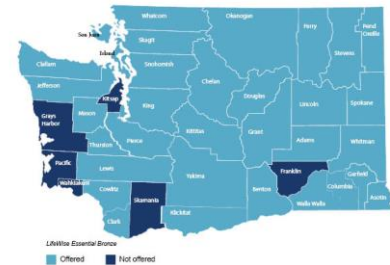 Whatcom
Okanogan
Ferry
Pend
Oreille
San Juan
Skagit
Island
Stevens
Clallam
Snohomish
Chelan
Jefferson
Kitsap
Douglas
King
Lincoln
Spokane
Grays
Harbor
Mason
Kittitas
Grant
Adams
Whitman
Thurston
Pierce
Pacific
Lewis
Yakima
Franklin
Garfield
Wahkiakum
Cowlitz
Columbia
Benton
Asotin
Skamania
Walla Walla
Clark
Klickitat
LifeWise Essential Bronze
Offered
Not offered